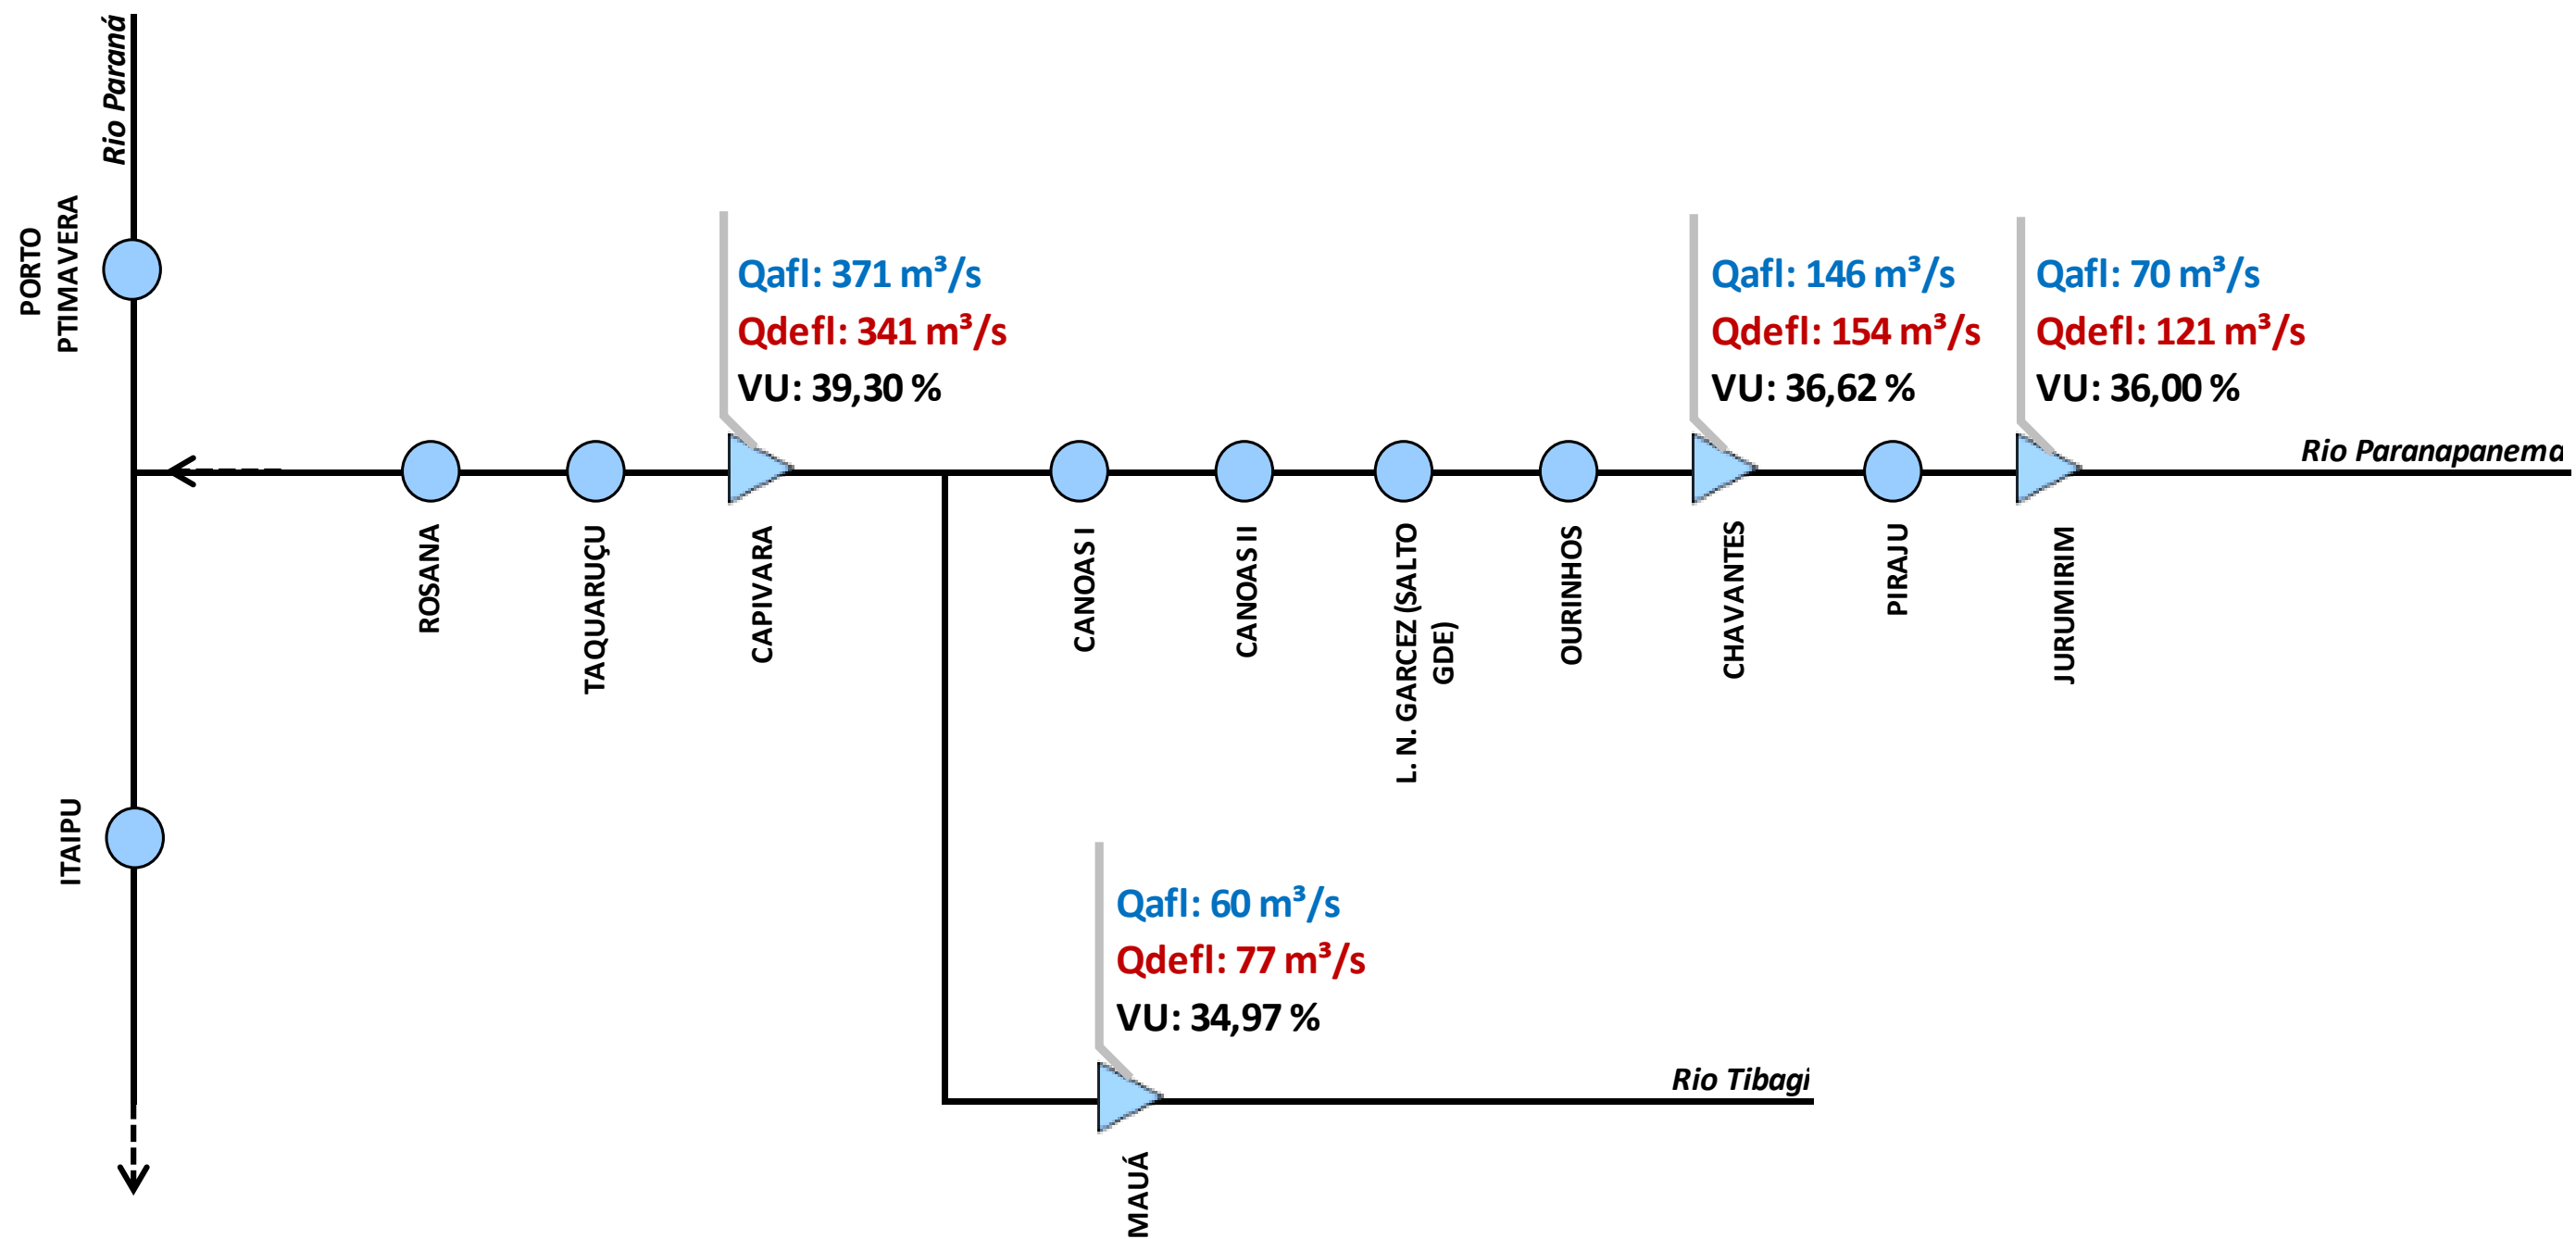 Rio Paraná
PORTO
PTIMAVERA
Qafl: 371 m³/s
Qdefl: 341 m³/s
VU: 39,30 %
Qafl: 146 m³/s
Qdefl: 154 m³/s
VU: 36,62 %
Qafl: 70 m³/s
Qdefl: 121 m³/s
VU: 36,00 %
Rio Paranapanema
ROSANA
TAQUARUÇU
CAPIVARA
CANOAS I
CANOAS II
L. N. GARCEZ (SALTO
GDE)
OURINHOS
CHAVANTES
PIRAJU
JURUMIRIM
ITAIPU
Qafl: 60 m³/s
Qdefl: 77 m³/s
VU: 34,97 %
Rio Tibagi
MAUÁ